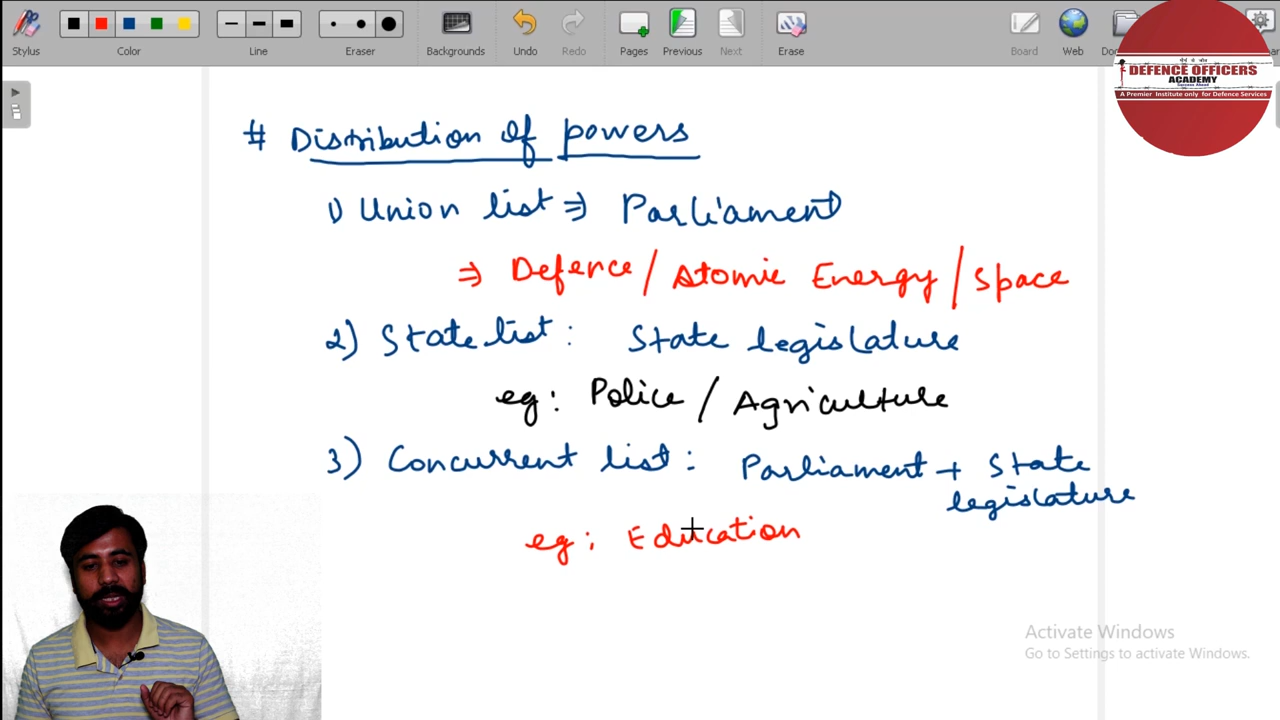 Stylus Color Line Eraser Backgrounds Undo Redo Pages Previous Next Erase Board Web
DEFENCE OFFICERS
ACADEMY
Success Ahead
A Premier Institute only for Defence Services
# Distribution of powers
1) Union list ⇒ Parliament
⇒ Defence / Atomic Energy / Space
2) State list : State legislature
eg : Police / Agriculture
3) Concurrent list : Parliament + State
legislature
eg : Education
Activate Windows
Go to Settings to activate Windows.